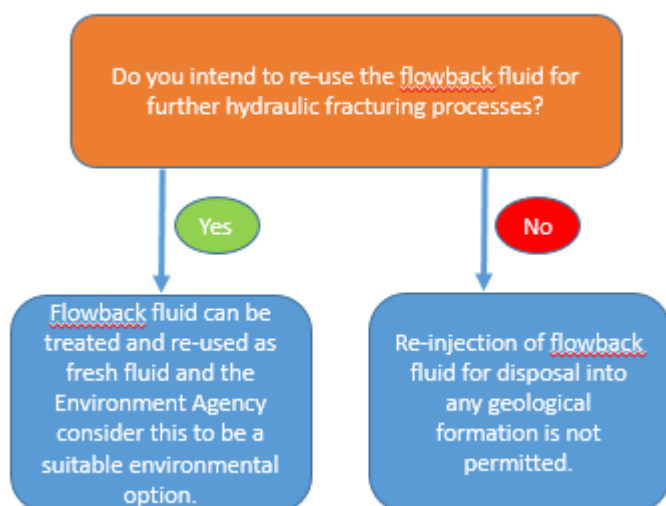 Do you intend to re-use the flowback fluid for
further hydraulic fracturing processes?
Yes
No
Flowback fluid can be
treated and re-used as
fresh fluid and the
Environment Agency
consider this to be a
suitable environmental
option.
Re-injection of flowback
fluid for disposal into
any geological
formation is not
permitted.